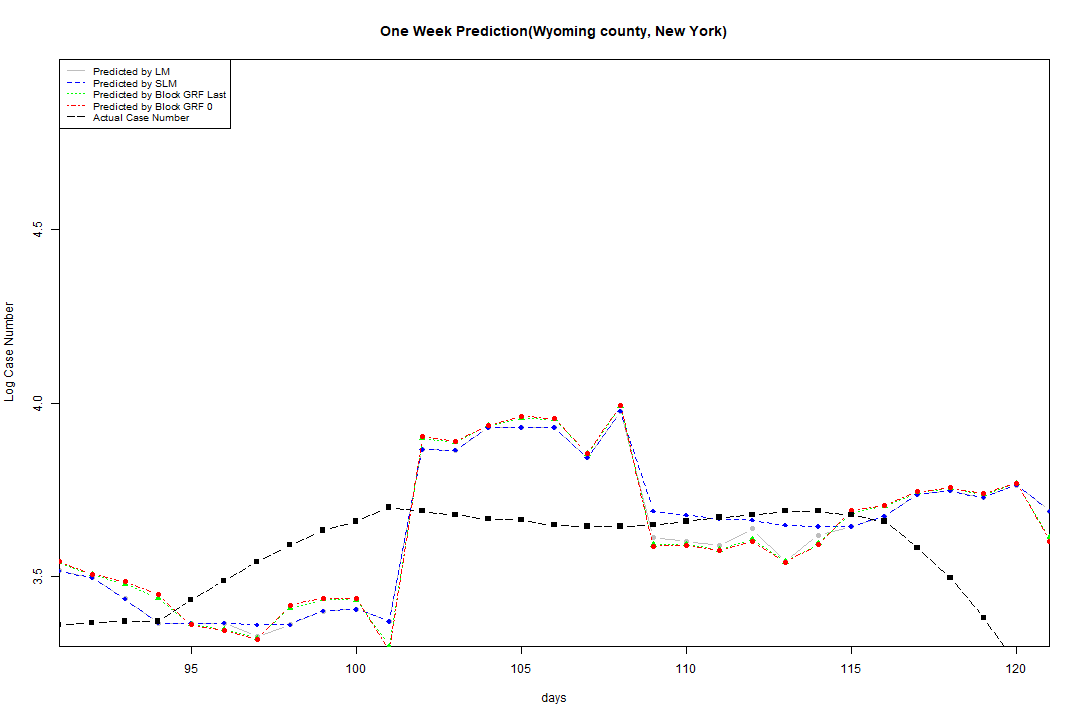 One Week Prediction(Wyoming county, New York)
Predicted by LM
Predicted by SLM
Predicted by Block GRF Last
Predicted by Block GRF 0
Actual Case Number
Log Case Number
4.5
4.0
3.5
95 100 105 110 115 120
days